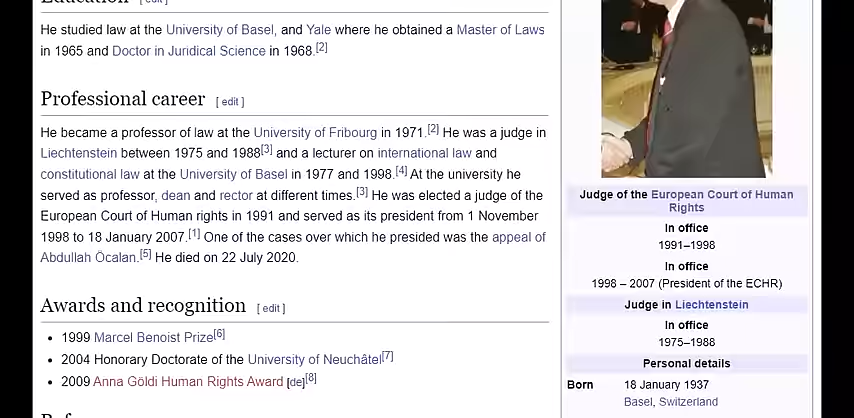 Education [ edit ]
He studied law at the University of Basel, and Yale where he obtained a Master of Laws
in 1965 and Doctor in Juridical Science in 1968.[2]
Professional career [ edit ]
He became a professor of law at the University of Fribourg in 1971.[2] He was a judge in
Liechtenstein between 1975 and 1988[3] and a lecturer on international law and
constitutional law at the University of Basel in 1977 and 1998.[4] At the university he
served as professor, dean and rector at different times.[3] He was elected a judge of the
European Court of Human rights in 1991 and served as its president from 1 November
1998 to 18 January 2007.[1] One of the cases over which he presided was the appeal of
Abdullah Öcalan.[5] He died on 22 July 2020.
Awards and recognition [ edit ]
• 1999 Marcel Benoist Prize[6]
• 2004 Honorary Doctorate of the University of Neuchâtel[7]
• 2009 Anna Göldi Human Rights Award [de][8]
Judge of the European Court of Human
Rights
In office
1991–1998
In office
1998 – 2007 (President of the ECHR)
Judge in Liechtenstein
In office
1975–1988
Personal details
Born 18 January 1937
Basel, Switzerland